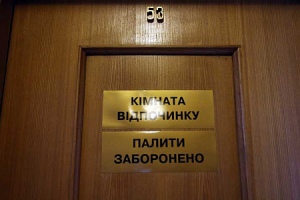 53
КІМНАТА
ВІДПОЧИНКУ
ПАЛИТИ
ЗАБОРОНЕНО